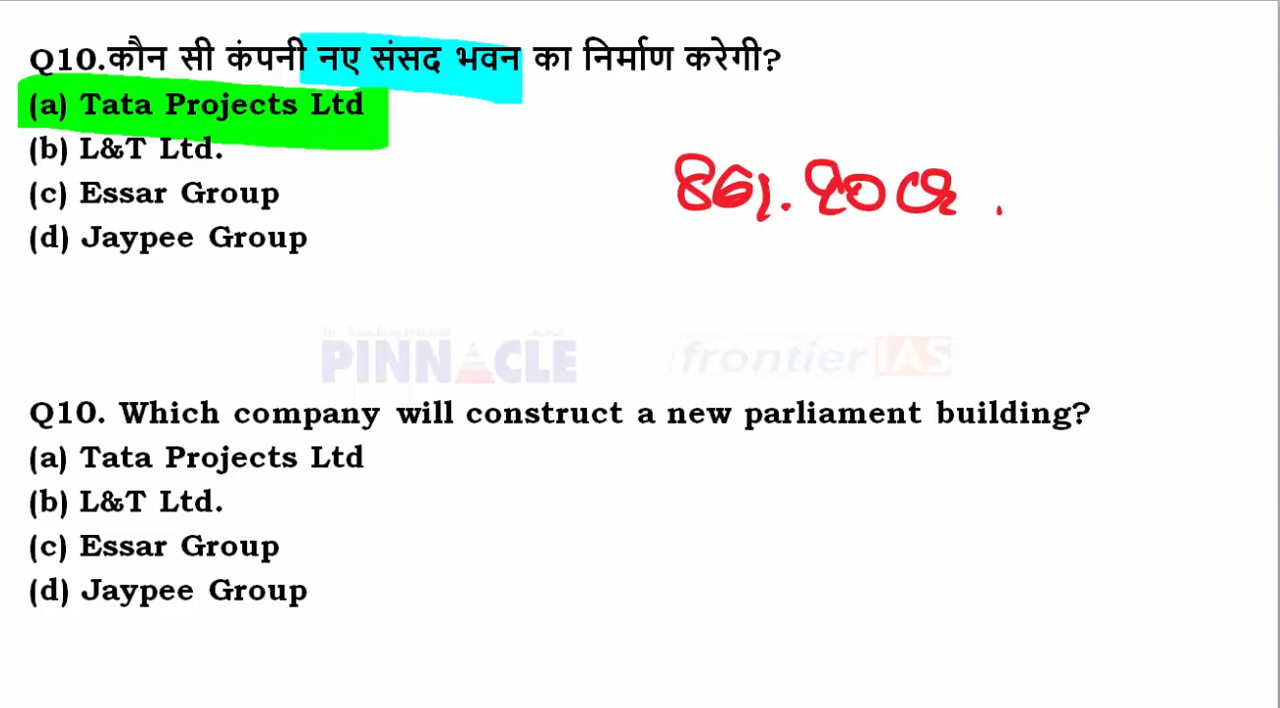 Q10.कौन सी कंपनी नए संसद भवन का निर्माण करेगी?
(a) Tata Projects Ltd
(b) L&T Ltd.
(c) Essar Group
(d) Jaypee Group
PINNACLE
frontier IAS
Q10. Which company will construct a new parliament building?
(a) Tata Projects Ltd
(b) L&T Ltd.
(c) Essar Group
(d) Jaypee Group